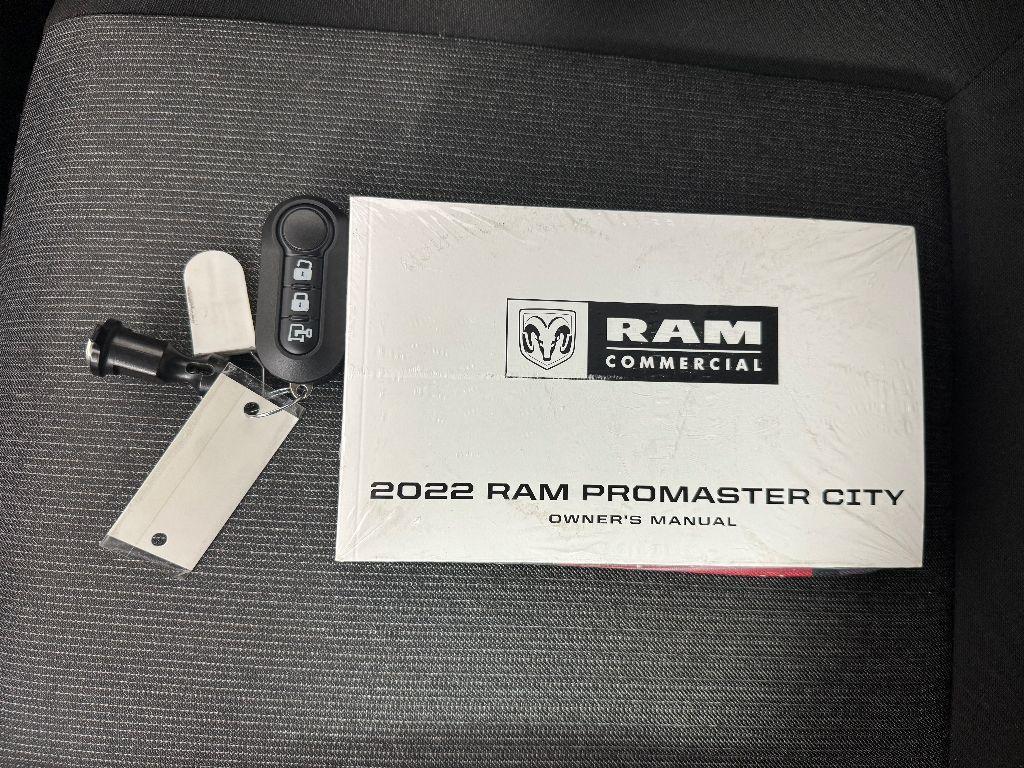 RAM
COMMERCIAL
2022 RAM PROMASTER CITY
OWNER'S MANUAL